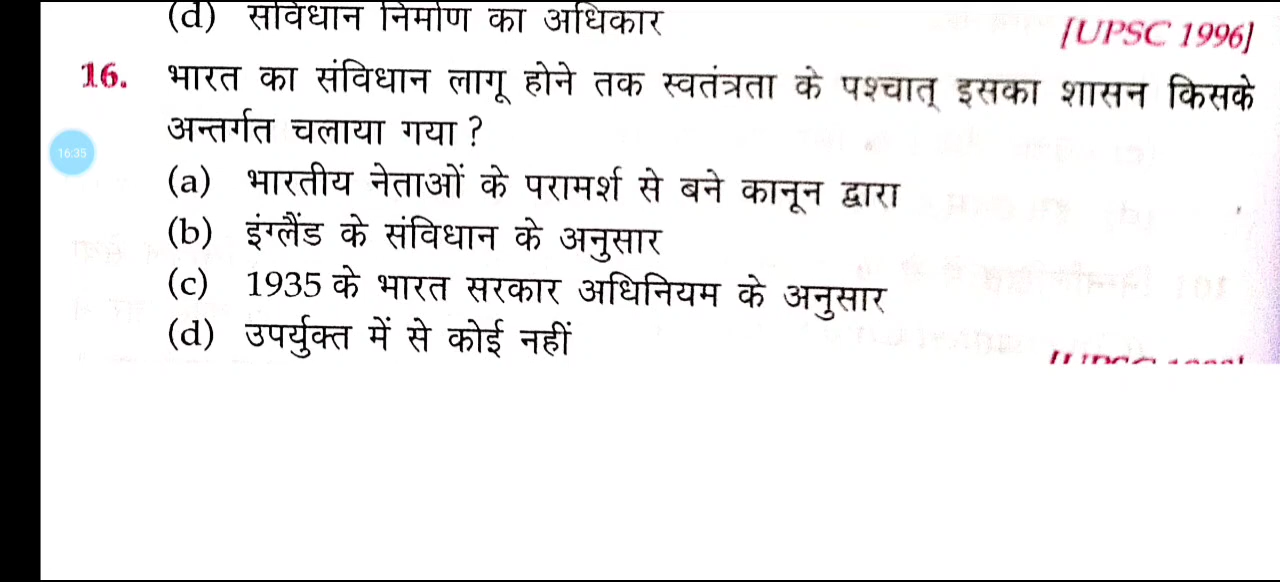 (d) संविधान निर्माण का अधिकार
[UPSC 1996]
16. भारत का संविधान लागू होने तक स्वतंत्रता के पश्चात् इसका शासन किसके
अन्तर्गत चलाया गया ?
16:35
(a) भारतीय नेताओं के परामर्श से बने कानून द्वारा
(b) इंग्लैंड के संविधान के अनुसार
(c) 1935 के भारत सरकार अधिनियम के अनुसार
(d) उपर्युक्त में से कोई नहीं